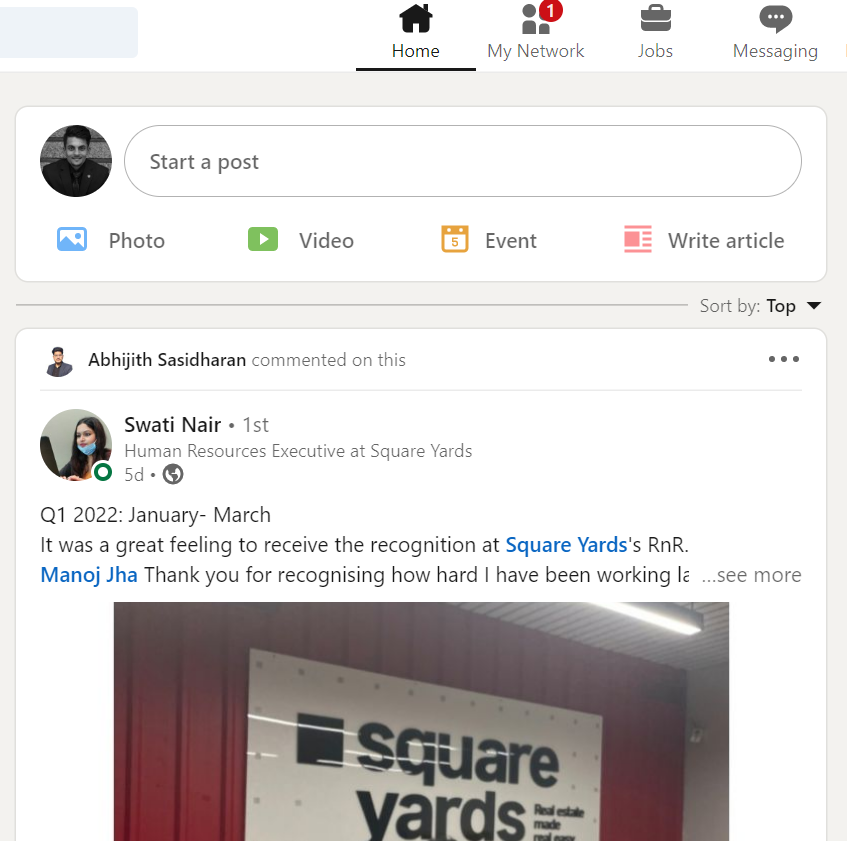 1
Home
My Network
Jobs
Messaging
Start a post
Photo
Video
5
Event
Write article
Sort by: Top
Abhijith Sasidharan commented on this
Swati Nair • 1st
Human Resources Executive at Square Yards
5d •
Q1 2022: January- March
It was a great feeling to receive the recognition at Square Yards's RnR.
Manoj Jha Thank you for recognising how hard I have been working la ...see more
square
yards
Real estate
made
real easy